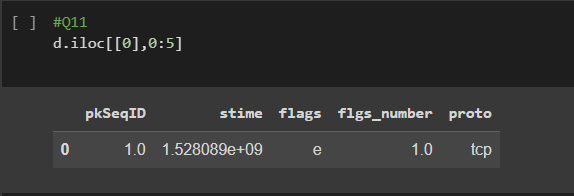 [ ] #Q11
d.iloc[[0],0:5]
pkSeqID stime flags flgs_number proto
0 1.0 1.528089e+09 e 1.0 tcp